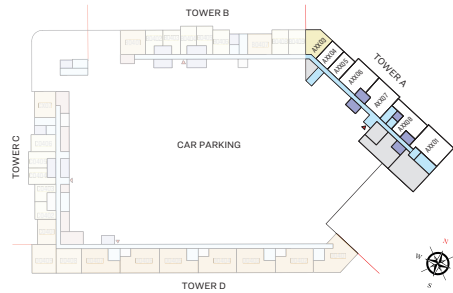 TOWER B
TOWER A
AXX03
AXX04
AXX05
AXX06
AXX07
AXX08
AXX01
TOWER C
CAR PARKING
TOWER D
N
W
S